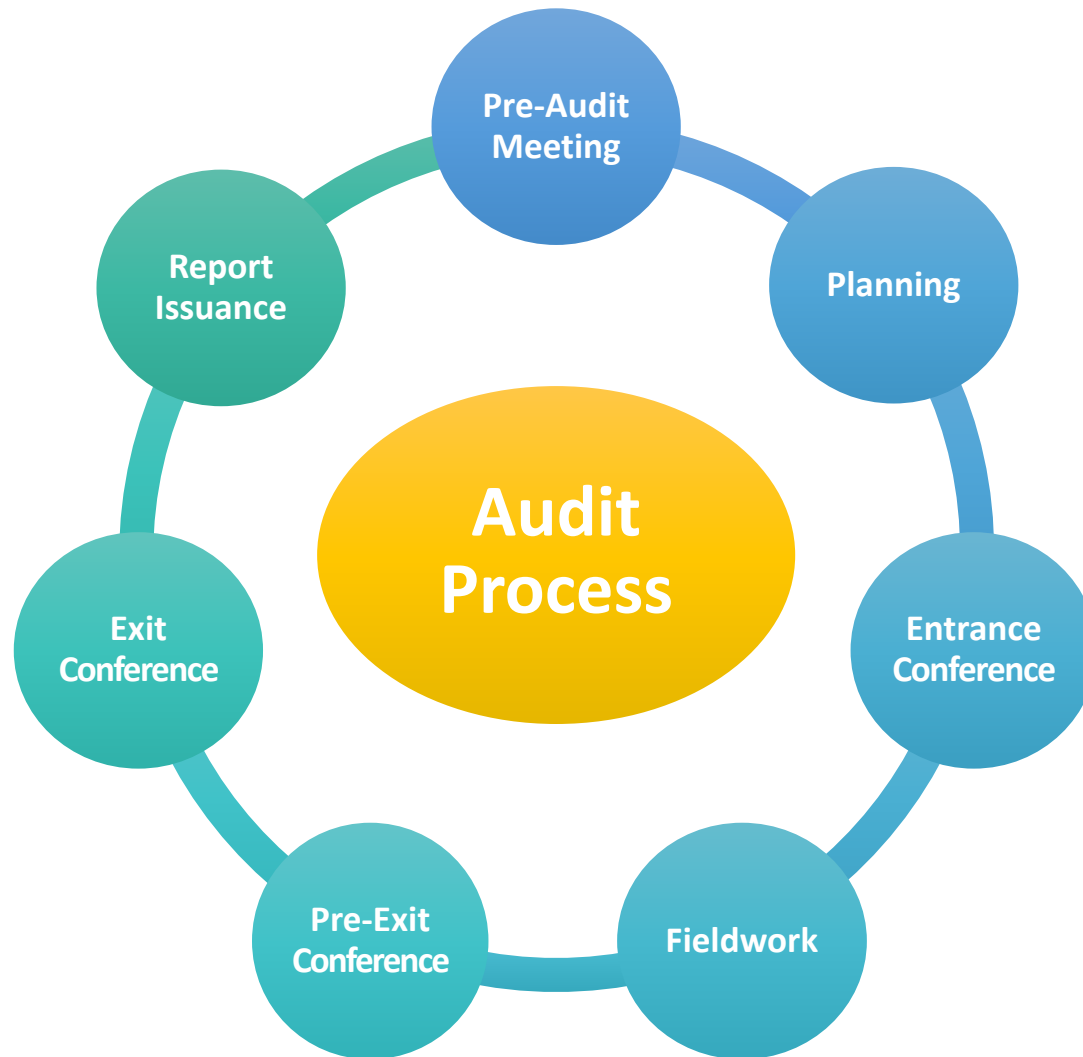 Pre-Audit
Meeting
Planning
Entrance
Conference
Fieldwork
Pre-Exit
Conference
Exit
Conference
Report
Issuance
Audit
Process